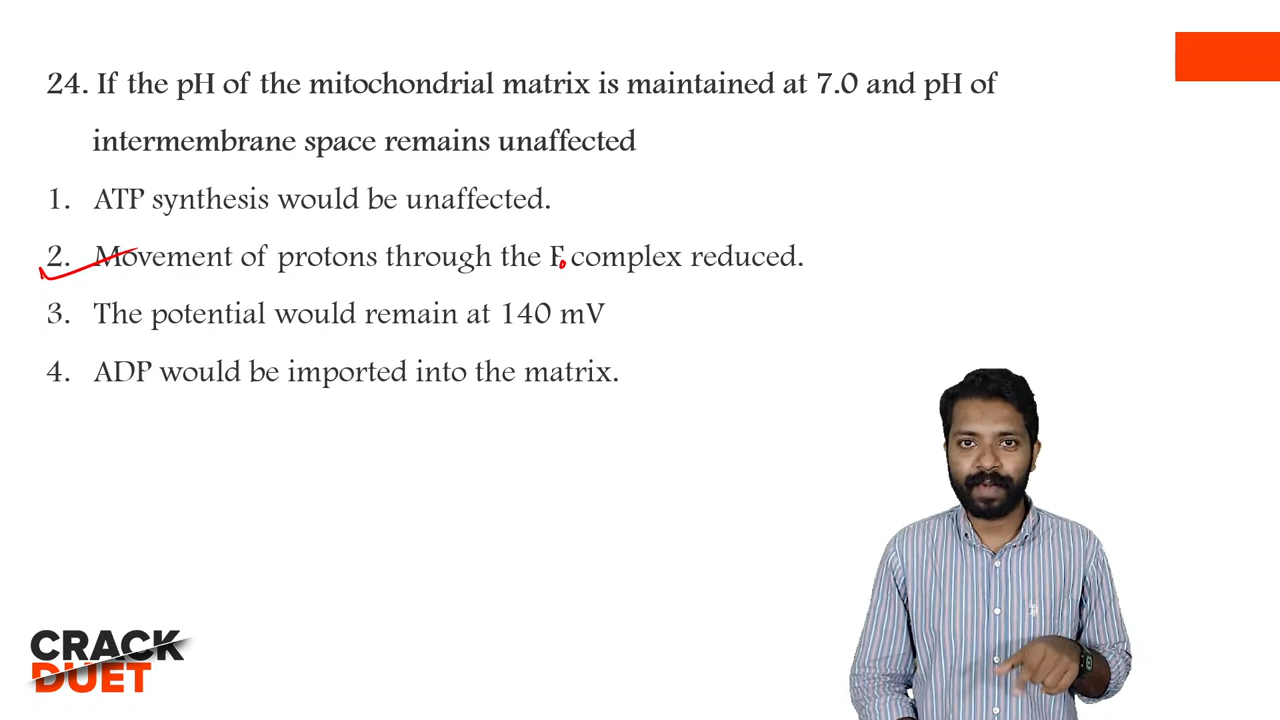 24. If the pH of the mitochondrial matrix is maintained at 7.0 and pH of
intermembrane space remains unaffected
1. ATP synthesis would be unaffected.
2. Movement of protons through the F₀ complex reduced.
3. The potential would remain at 140 mV
4. ADP would be imported into the matrix.
CRACK
DUET